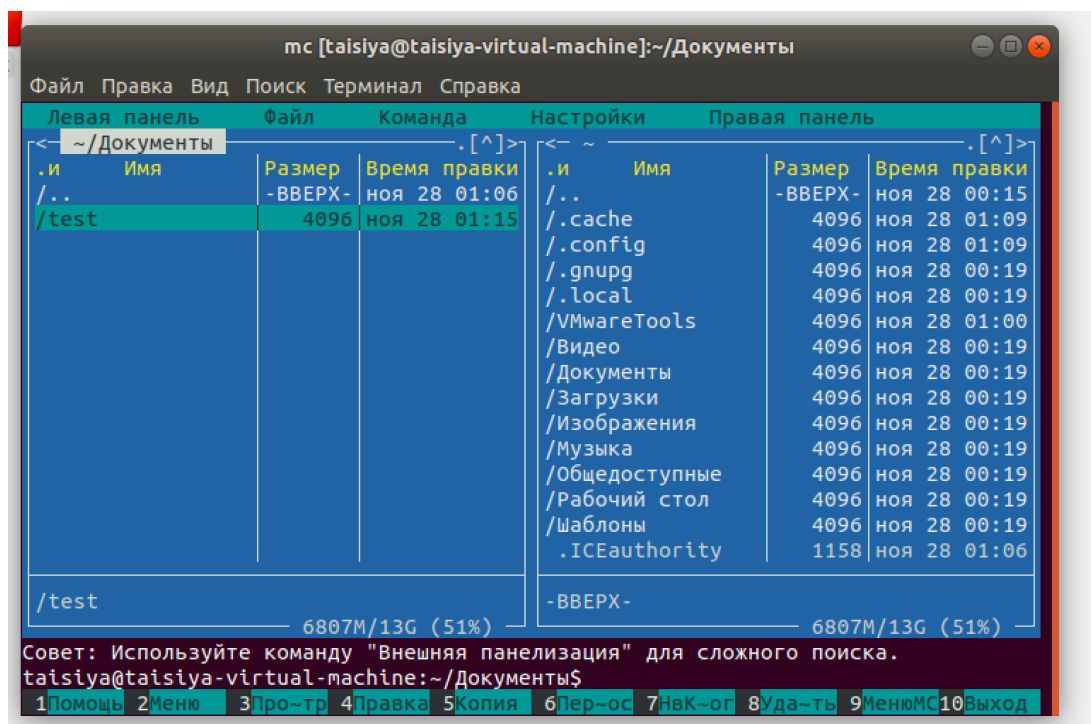 mc [taisiya@taisiya-virtual-machine]:~/Документы
Файл Правка Вид Поиск Терминал Справка
Левая панель Файл Команда Настройки Правая панель
<— ~/Документы .[^]> <— ~ .[^]>
.и Имя Размер Время правки .и Имя Размер Время правки
/.. -ВВЕРХ- ноя 28 01:06 /.. -ВВЕРХ- ноя 28 00:15
/test 4096 ноя 28 01:15 /.cache 4096 ноя 28 01:09
/.config 4096 ноя 28 01:09
/.gnupg 4096 ноя 28 00:19
/.local 4096 ноя 28 00:19
/VMwareTools 4096 ноя 28 01:00
/Видео 4096 ноя 28 00:19
/Документы 4096 ноя 28 00:19
/Загрузки 4096 ноя 28 00:19
/Изображения 4096 ноя 28 00:19
/Музыка 4096 ноя 28 00:19
/Общедоступные 4096 ноя 28 00:19
/Рабочий стол 4096 ноя 28 00:19
/Шаблоны 4096 ноя 28 00:19
.ICEauthority 1158 ноя 28 01:06
/test -ВВЕРХ-
6807M/13G (51%) 6807M/13G (51%)
Совет: Используйте команду "Внешняя панелизация" для сложного поиска.
taisiya@taisiya-virtual-machine:~/Документы$
1Помощь 2Меню 3Про~тр 4Правка 5Копия 6Пер~ос 7НвК~ог 8Уда~ть 9МенюМС10Выход